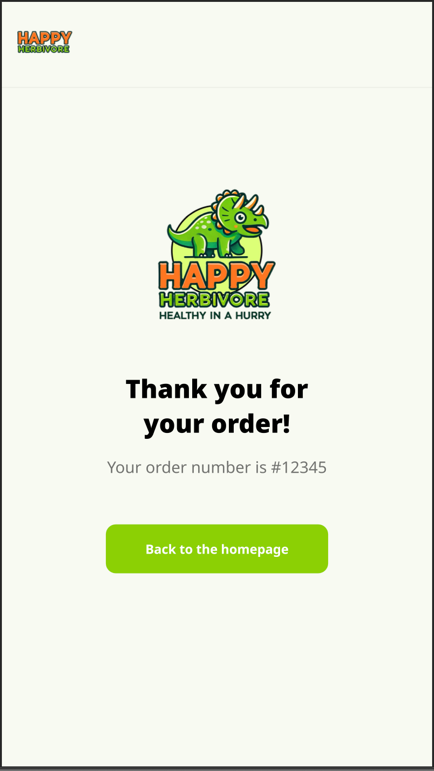 HAPPY
HERBIVORE
HAPPY
HERBIVORE
HEALTHY IN A HURRY
Thank you for
your order!
Your order number is #12345
Back to the homepage